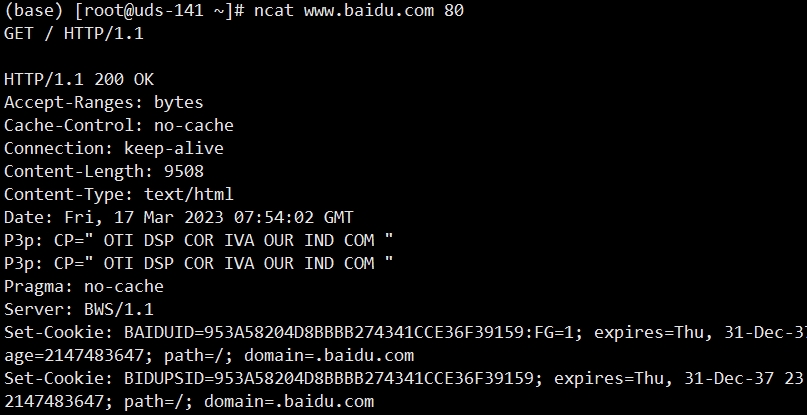 (base) [root@uds-141 ~]# ncat www.baidu.com 80
GET / HTTP/1.1
HTTP/1.1 200 OK
Accept-Ranges: bytes
Cache-Control: no-cache
Connection: keep-alive
Content-Length: 9508
Content-Type: text/html
Date: Fri, 17 Mar 2023 07:54:02 GMT
P3p: CP=" OTI DSP COR IVA OUR IND COM "
P3p: CP=" OTI DSP COR IVA OUR IND COM "
Pragma: no-cache
Server: BWS/1.1
Set-Cookie: BAIDUID=953A58204D8BBBB274341CCE36F39159:FG=1; expires=Thu, 31-Dec-37
age=2147483647; path=/; domain=.baidu.com
Set-Cookie: BIDUPSID=953A58204D8BBBB274341CCE36F39159; expires=Thu, 31-Dec-37 23
2147483647; path=/; domain=.baidu.com